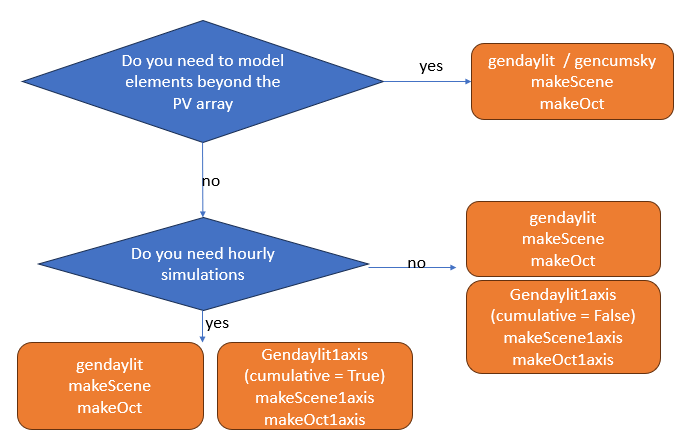 Do you need to model
elements beyond the
PV array
yes
gendaylit / gencumsky
makeScene
makeOct
no
Do you need hourly
simulations
no
gendaylit
makeScene
makeOct
Gendaylit1axis
(cumulative = False)
makeScene1axis
makeOct1axis
yes
gendaylit
makeScene
makeOct
Gendaylit1axis
(cumulative = True)
makeScene1axis
makeOct1axis